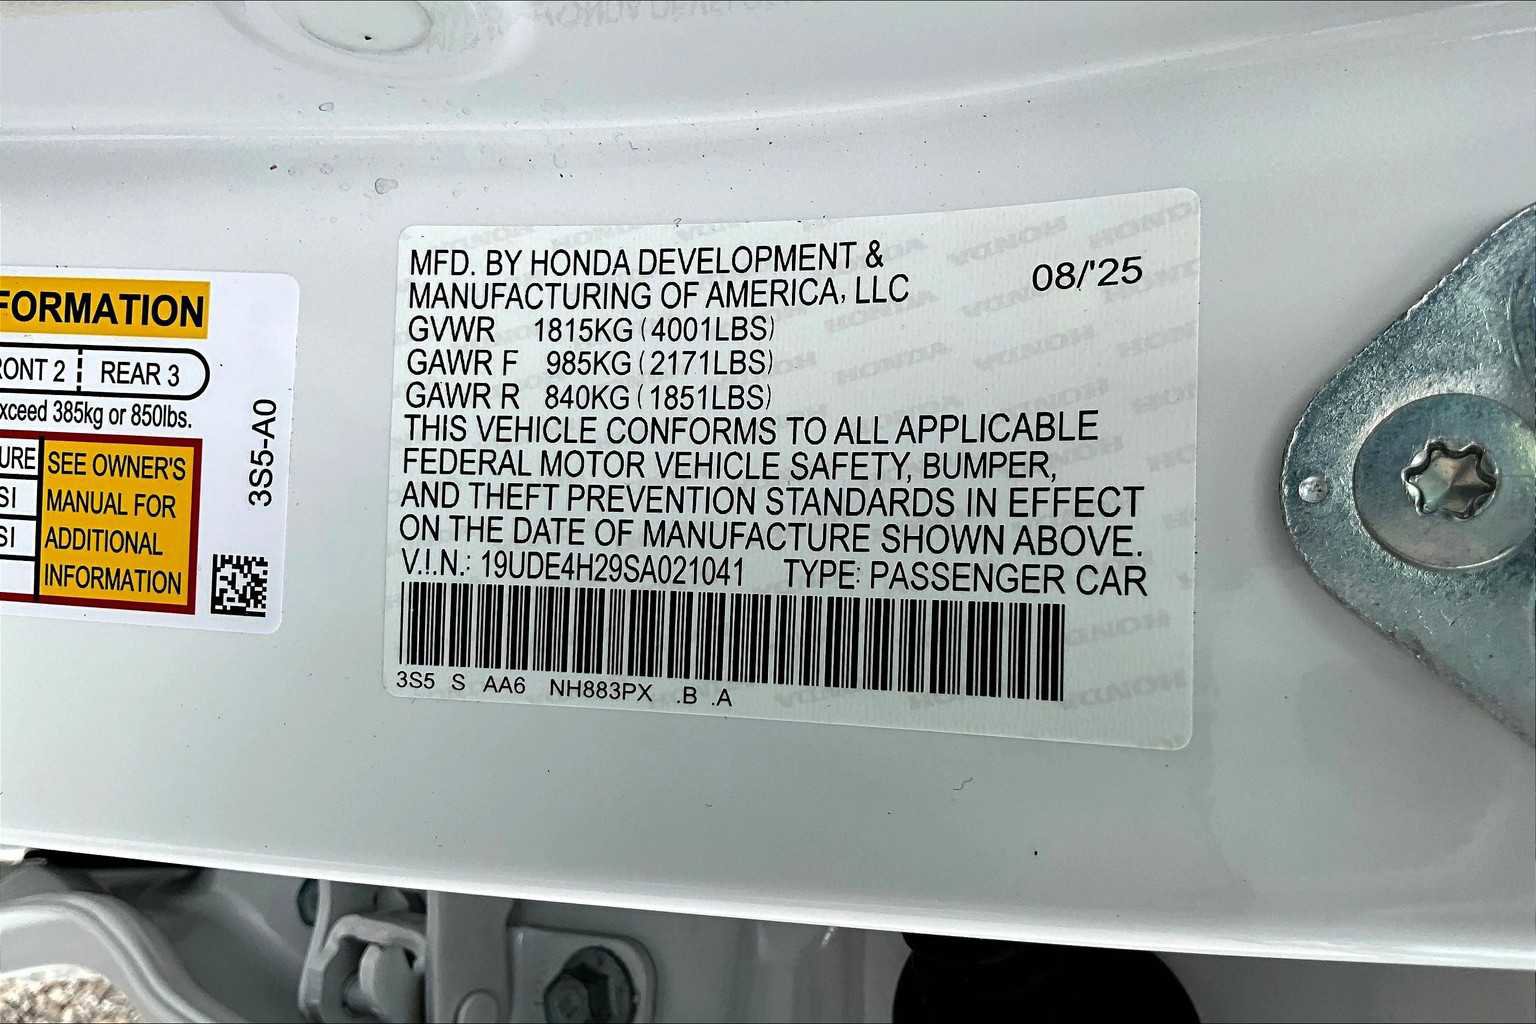 FORMATION
RONT 2 REAR 3
xceed 385kg or 850lbs.
URE
SI
SI
SEE OWNER'S
MANUAL FOR
ADDITIONAL
INFORMATION
3S5-A0
MFD. BY HONDA DEVELOPMENT &
MANUFACTURING OF AMERICA, LLC
08/'25
GVWR 1815KG (4001LBS)
GAWR F 985KG (2171LBS)
GAWR R 840KG (1851LBS)
THIS VEHICLE CONFORMS TO ALL APPLICABLE
FEDERAL MOTOR VEHICLE SAFETY, BUMPER,
AND THEFT PREVENTION STANDARDS IN EFFECT
ON THE DATE OF MANUFACTURE SHOWN ABOVE.
V.I.N.: 19UDE4H29SA021041 TYPE: PASSENGER CAR
3S5 S AA6 NH883PX .B .A